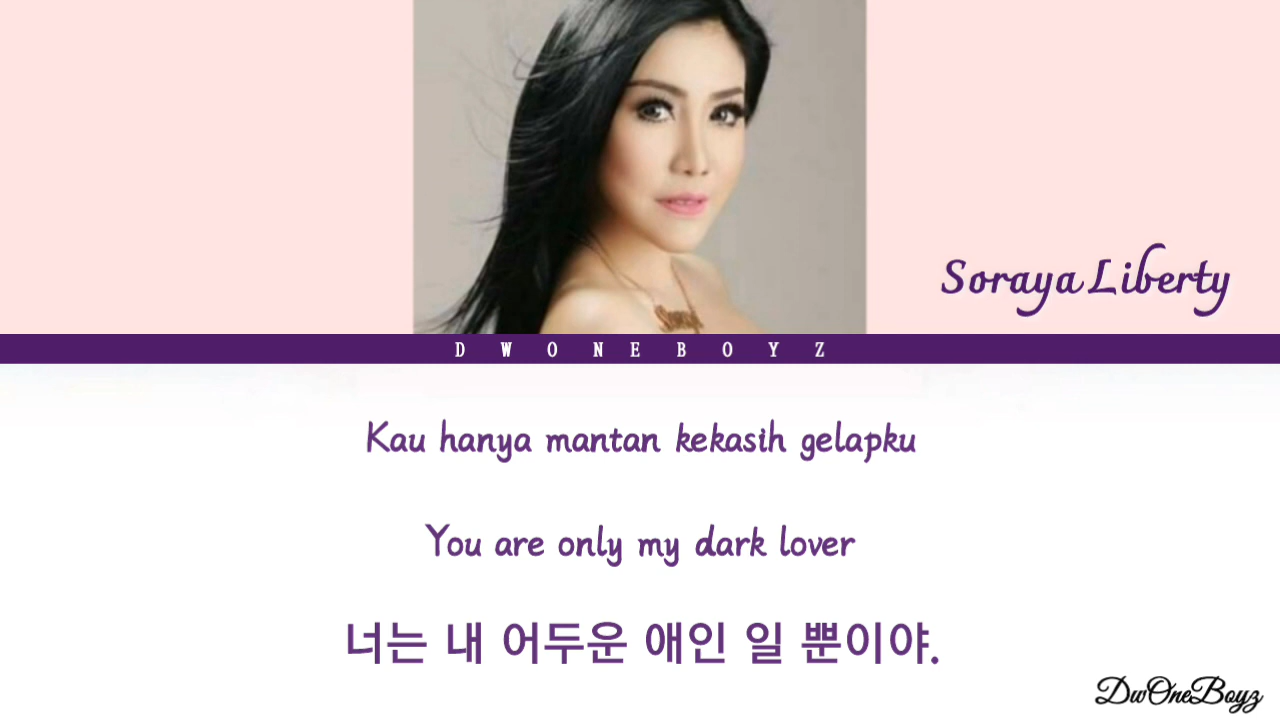 Soraya Liberty
DWONEBOYZ
Kau hanya mantan kekasih gelapku
You are only my dark lover
너는 내 어두운 애인 일 뿐이야.
DwOneBoyz